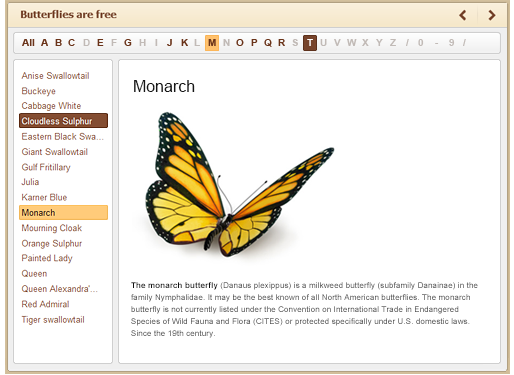 Butterflies are free
All A B C D E F G H I J K L M N O P Q R S T U V W X Y Z / 0 - 9 /
Anise Swallowtail
Buckeye
Cabbage White
Cloudless Sulphur
Eastern Black Swa...
Giant Swallowtail
Gulf Fritillary
Julia
Karner Blue
Monarch
Mourning Cloak
Orange Sulphur
Painted Lady
Queen
Queen Alexandra'...
Red Admiral
Tiger swallowtail
Monarch
The monarch butterfly (Danaus plexippus) is a milkweed butterfly (subfamily Danainae) in the
family Nymphalidae. It may be the best known of all North American butterflies. The monarch
butterfly is not currently listed under the Convention on International Trade in Endangered
Species of Wild Fauna and Flora (CITES) or protected specifically under U.S. domestic laws.
Since the 19th century.